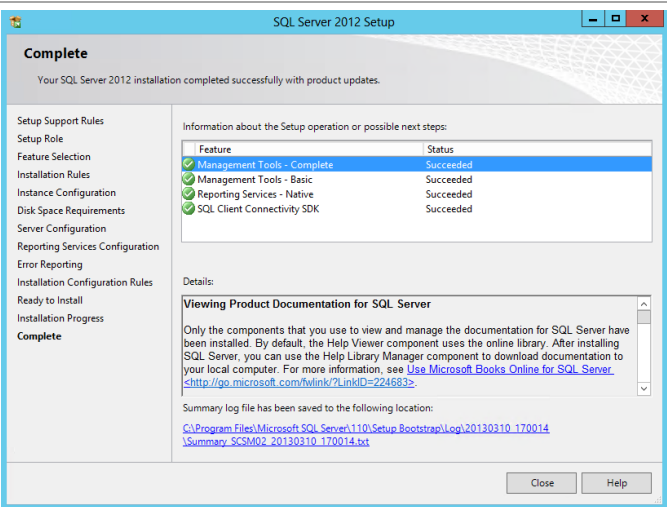 SQL Server 2012 Setup
Complete
Your SQL Server 2012 installation completed successfully with product updates.
Setup Support Rules
Setup Role
Feature Selection
Installation Rules
Instance Configuration
Disk Space Requirements
Server Configuration
Reporting Services Configuration
Error Reporting
Installation Configuration Rules
Ready to Install
Installation Progress
Complete
Information about the Setup operation or possible next steps:
Feature Status
Management Tools - Complete Succeeded
Management Tools - Basic Succeeded
Reporting Services - Native Succeeded
SQL Client Connectivity SDK Succeeded
Details:
Viewing Product Documentation for SQL Server
Only the components that you use to view and manage the documentation for SQL Server have
been installed. By default, the Help Viewer component uses the online library. After installing
SQL Server, you can use the Help Library Manager component to download documentation to
your local computer. For more information, see Use Microsoft Books Online for SQL Server
<http://go.microsoft.com/fwlink/?LinkID=224683>.
Summary log file has been saved to the following location:
C:\Program Files\Microsoft SQL Server\110\Setup Bootstrap\Log\20130310_170014
\Summary_SCSM02_20130310_170014.txt
Close Help